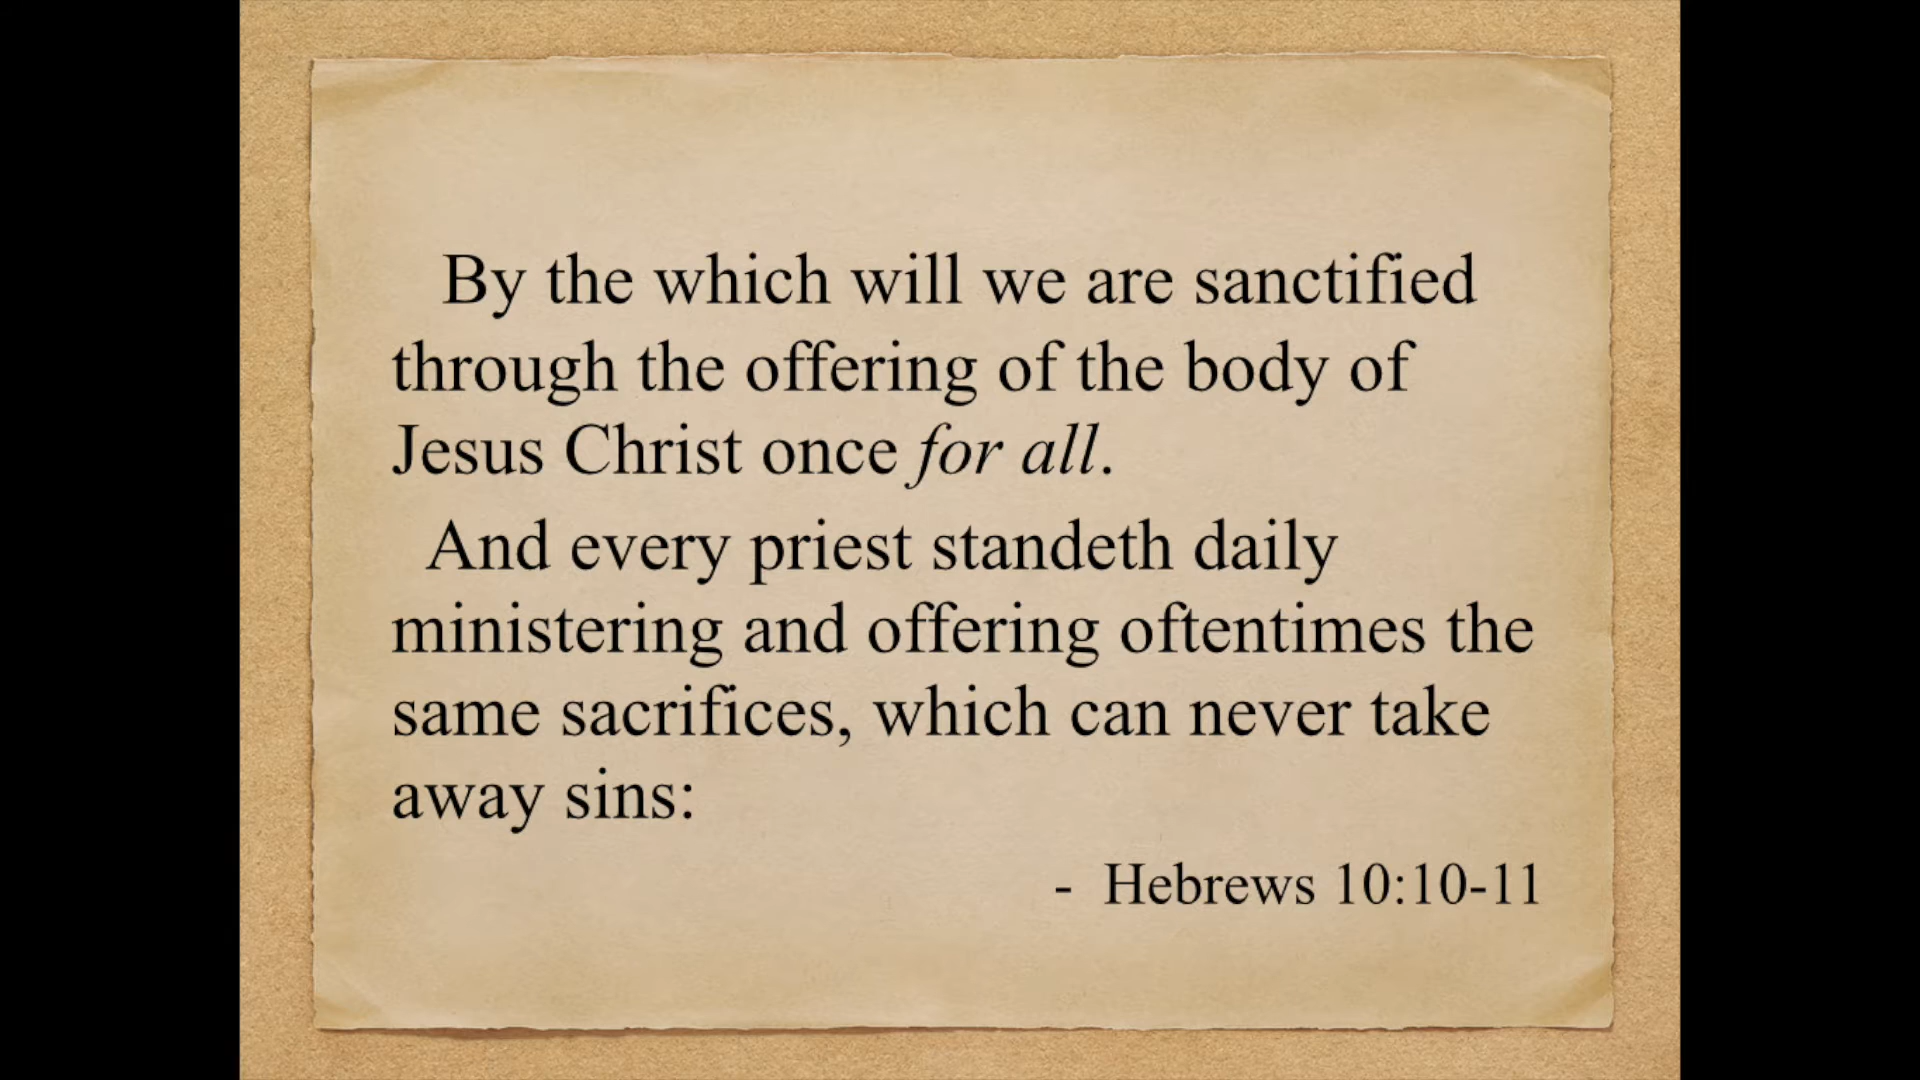 By the which will we are sanctified
through the offering of the body of
Jesus Christ once for all.
And every priest standeth daily
ministering and offering oftentimes the
same sacrifices, which can never take
away sins:
- Hebrews 10:10-11